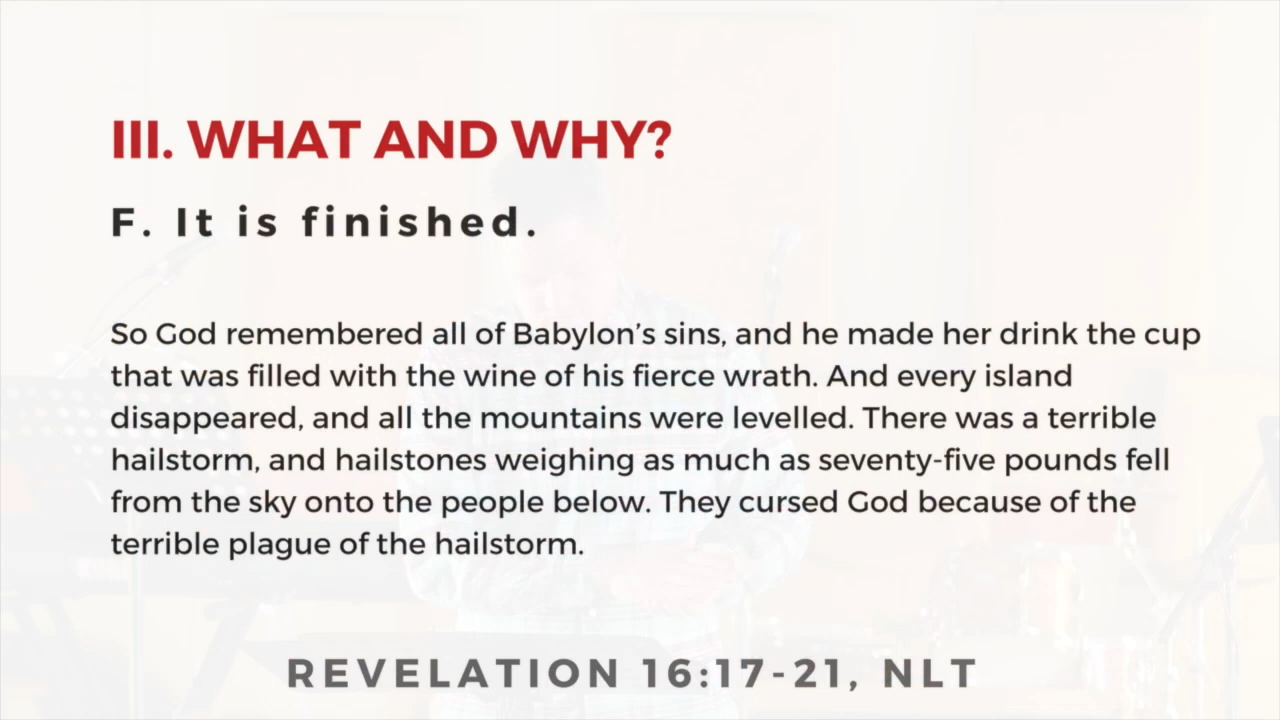 III. WHAT AND WHY?
F. It is finished.
So God remembered all of Babylon’s sins, and he made her drink the cup
that was filled with the wine of his fierce wrath. And every island
disappeared, and all the mountains were levelled. There was a terrible
hailstorm, and hailstones weighing as much as seventy-five pounds fell
from the sky onto the people below. They cursed God because of the
terrible plague of the hailstorm.
REVELATION 16:17-21, NLT